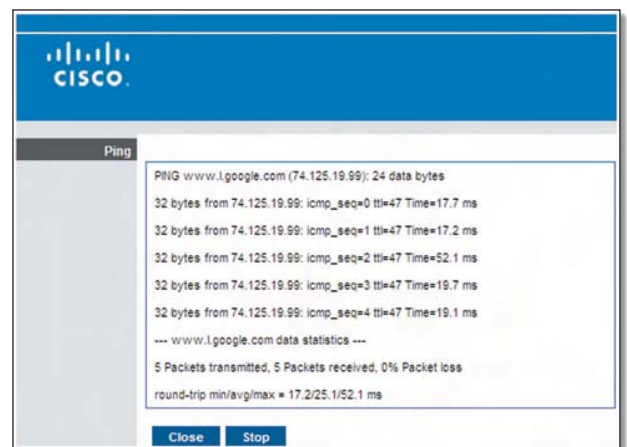 CISCO.
Ping
PING www.l.google.com (74.125.19.99): 24 data bytes
32 bytes from 74.125.19.99: icmp_seq=0 ttl=47 Time=17.7 ms
32 bytes from 74.125.19.99: icmp_seq=1 ttl=47 Time=17.2 ms
32 bytes from 74.125.19.99: icmp_seq=2 ttl=47 Time=52.1 ms
32 bytes from 74.125.19.99: icmp_seq=3 ttl=47 Time=19.7 ms
32 bytes from 74.125.19.99: icmp_seq=4 ttl=47 Time=19.1 ms
--- www.l.google.com data statistics ---
5 Packets transmitted, 5 Packets received, 0% Packet loss
round-trip min/avg/max = 17.2/25.1/52.1 ms
Close Stop